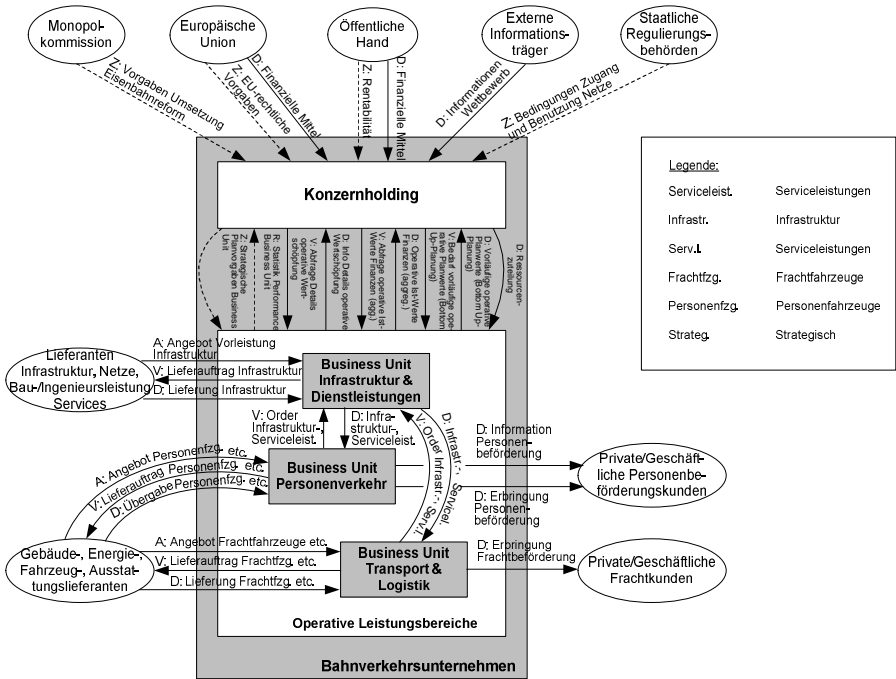 Monopol-
kommission
Europäische
Union
Öffentliche
Hand
Externe
Informations-
träger
Staatliche
Regulierungs-
behörden
Z: Vorgaben Umsetzung
Eisenbahnreform
Z: EU-rechtliche
Vorgaben
D: Finanzielle Mittel
Z: Rentabilität
D: Finanzielle Mittel
D: Informationen
Wettbewerb
Z: Bedingungen Zugang
und Benutzung Netze
Konzernholding
Z: Strategische
Planvorgaben Business
Unit
R: Statistik Performance
Business Unit
V: Abfrage Details
operative Wert-
schöpfung
D: Info Details operative
Wertschöpfung
V: Abfrage operative Ist-
Werte Finanzen (agg.)
D: Operative Ist-Werte
Finanzen (aggreg.)
V: Bedarf vorläufige ope-
rative Planwerte (Bottom
Up-Planung)
D: Vorläufige operative
Planwerte (Bottom Up-
Planung)
D: Ressourcen-
zuteilung
Legende:
Serviceleist. Serviceleistungen
Infrastr. Infrastruktur
Serv.l. Serviceleistungen
Frachtfzg. Frachtfahrzeuge
Personenfzg. Personenfahrzeuge
Strateg. Strategisch
Lieferanten
Infrastruktur, Netze,
Bau-/Ingenieursleistung
Services
A: Angebot Vorleistung
Infrastruktur
V: Lieferauftrag Infrastruktur
D: Lieferung Infrastruktur
Business Unit
Infrastruktur &
Dienstleistungen
V: Order
Infrastruktur-,
Serviceleist.
D: Infra-
struktur-,
Serviceleist.
V: Order Infrastr.-, Serv.l.
D: Infrastr.-, Servicel.
A: Angebot Personenfzg. etc.
V: Lieferauftrag Personenfzg. etc.
D: Übergabe Personenfzg. etc.
Business Unit
Personenverkehr
D: Information
Personen-
beförderung
D: Erbringung
Personen-
beförderung
Private/Geschäft-
liche Personenbe-
förderungskunden
Gebäude-, Energie-,
Fahrzeug-, Ausstat-
tungslieferanten
A: Angebot Frachtfahrzeuge etc.
V: Lieferauftrag Frachtfzg. etc.
D: Lieferung Frachtfzg. etc.
Business Unit
Transport &
Logistik
D: Erbringung
Frachtbeförderung
Private/Geschäftliche
Frachtkunden
Operative Leistungsbereiche
Bahnverkehrsunternehmen